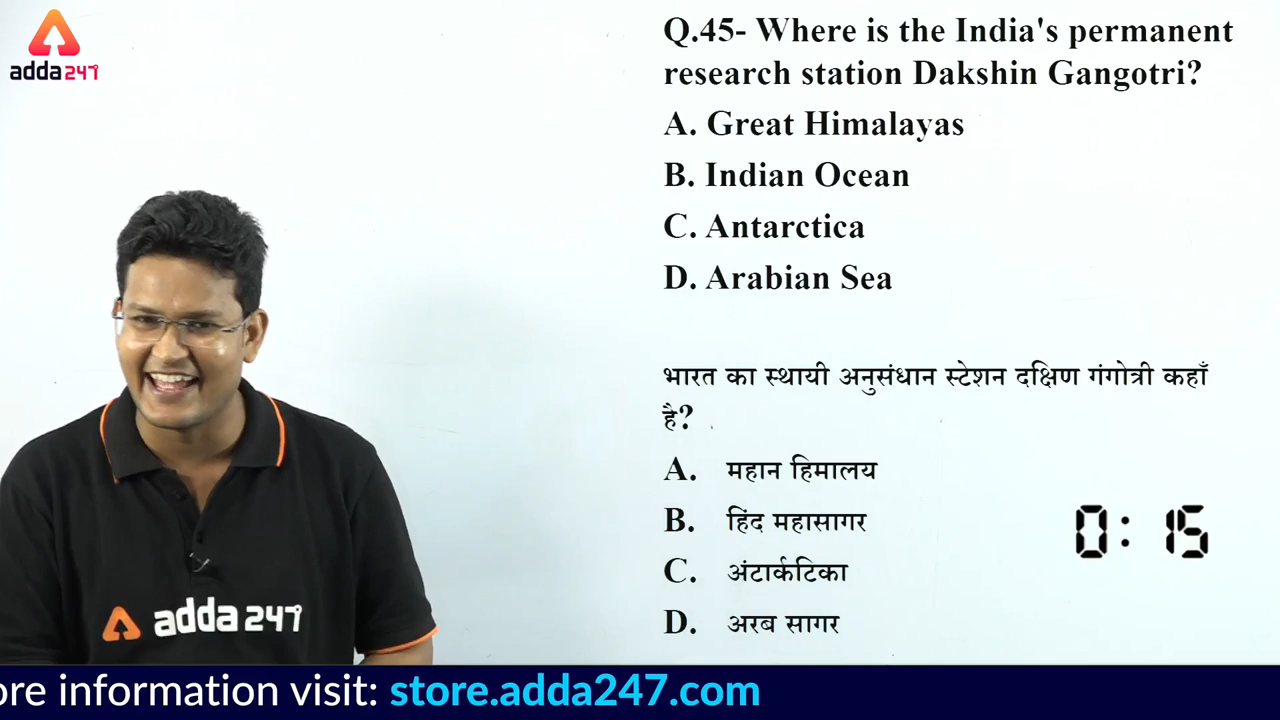 adda247
Q.45- Where is the India's permanent
research station Dakshin Gangotri?
A. Great Himalayas
B. Indian Ocean
C. Antarctica
D. Arabian Sea
भारत का स्थायी अनुसंधान स्टेशन दक्षिण गंगोत्री कहाँ
है?
A. महान हिमालय
B. हिंद महासागर
C. अंटार्कटिका
D. अरब सागर
0:15
adda247
ore information visit: store.adda247.com